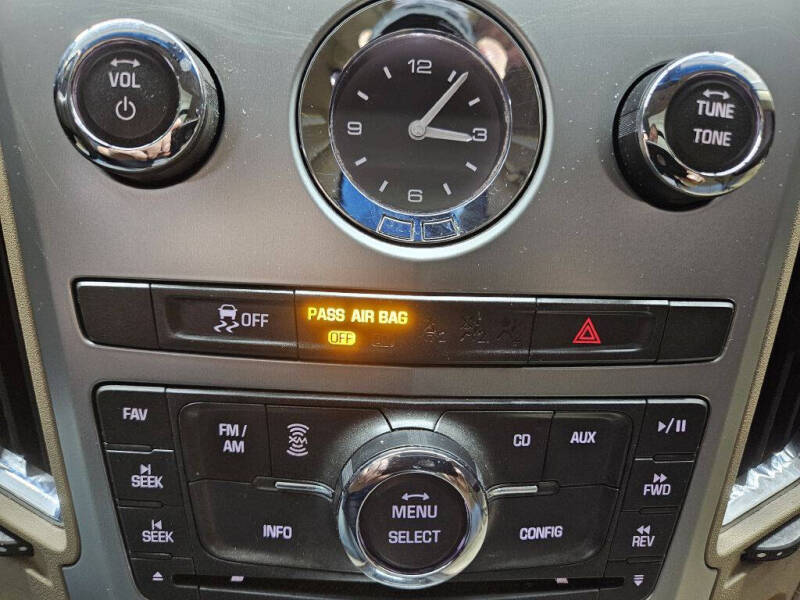 VOL
12
9
3
6
TUNE
TONE
OFF
PASS AIR BAG
OFF
FAV
FM /
AM
XM
CD
AUX
SEEK
FWD
MENU
SELECT
SEEK
INFO
CONFIG
REV